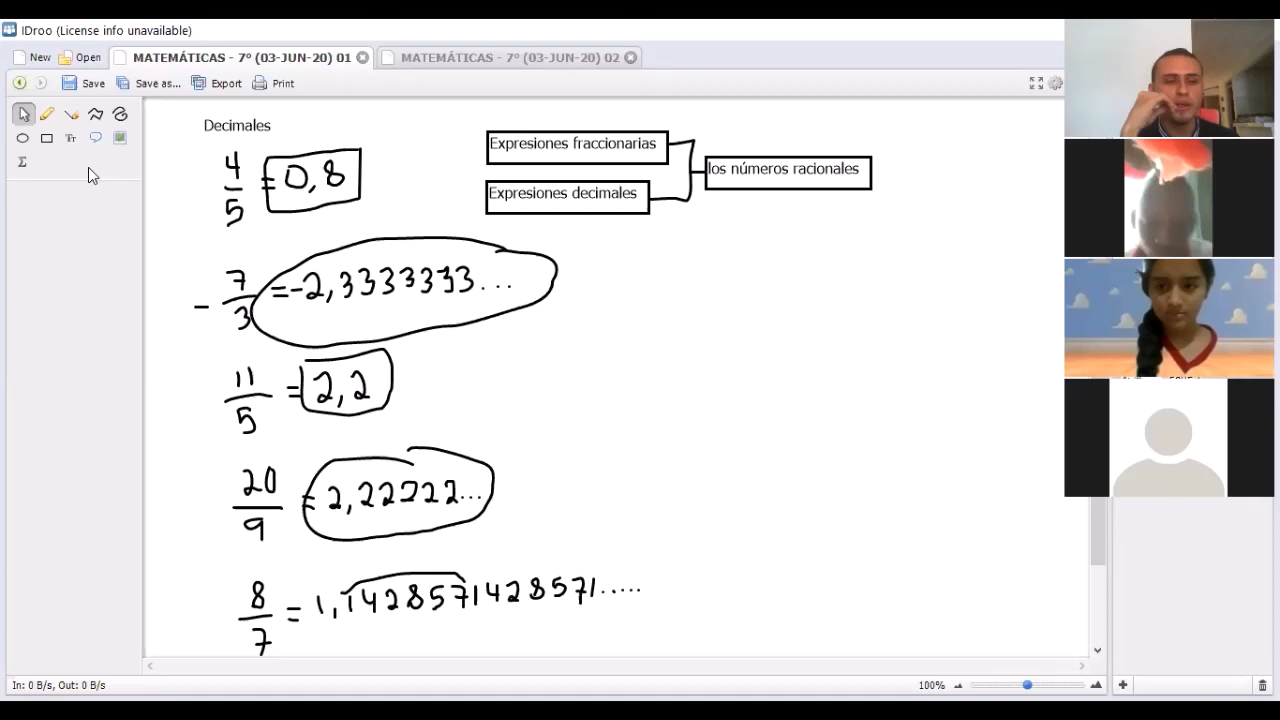 IDroo (License info unavailable)
New Open MATEMÁTICAS - 7º (03-JUN-20) 01 MATEMÁTICAS - 7º (03-JUN-20) 02
Save Save as... Export Print
Decimales
Expresiones fraccionarias
Expresiones decimales
los números racionales
4/5 = 0,8
- 7/3 = -2,3333333...
11/5 = 2,2
20/9 = 2,22222...
8/7 = 1,1428571428571.....
In: 0 B/s, Out: 0 B/s
100%